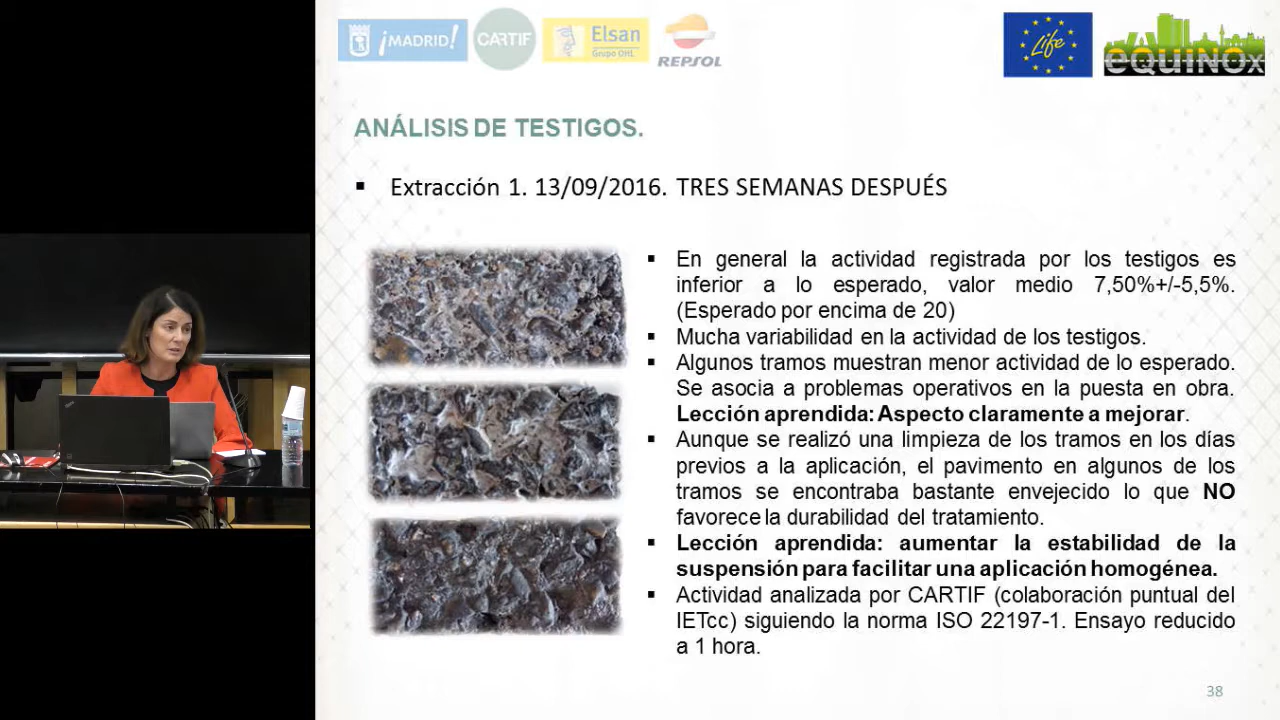 ¡MADRID!
CARTIF
Elsan
Grupo OHL
REPSOL
Life
eQUINOx
ANÁLISIS DE TESTIGOS.
▪ Extracción 1. 13/09/2016. TRES SEMANAS DESPUÉS
▪ En general la actividad registrada por los testigos es
inferior a lo esperado, valor medio 7,50%+/-5,5%.
(Esperado por encima de 20)
▪ Mucha variabilidad en la actividad de los testigos.
▪ Algunos tramos muestran menor actividad de lo esperado.
Se asocia a problemas operativos en la puesta en obra.
Lección aprendida: Aspecto claramente a mejorar.
▪ Aunque se realizó una limpieza de los tramos en los días
previos a la aplicación, el pavimento en algunos de los
tramos se encontraba bastante envejecido lo que NO
favorece la durabilidad del tratamiento.
▪ Lección aprendida: aumentar la estabilidad de la
suspensión para facilitar una aplicación homogénea.
▪ Actividad analizada por CARTIF (colaboración puntual del
IETcc) siguiendo la norma ISO 22197-1. Ensayo reducido
a 1 hora.
38